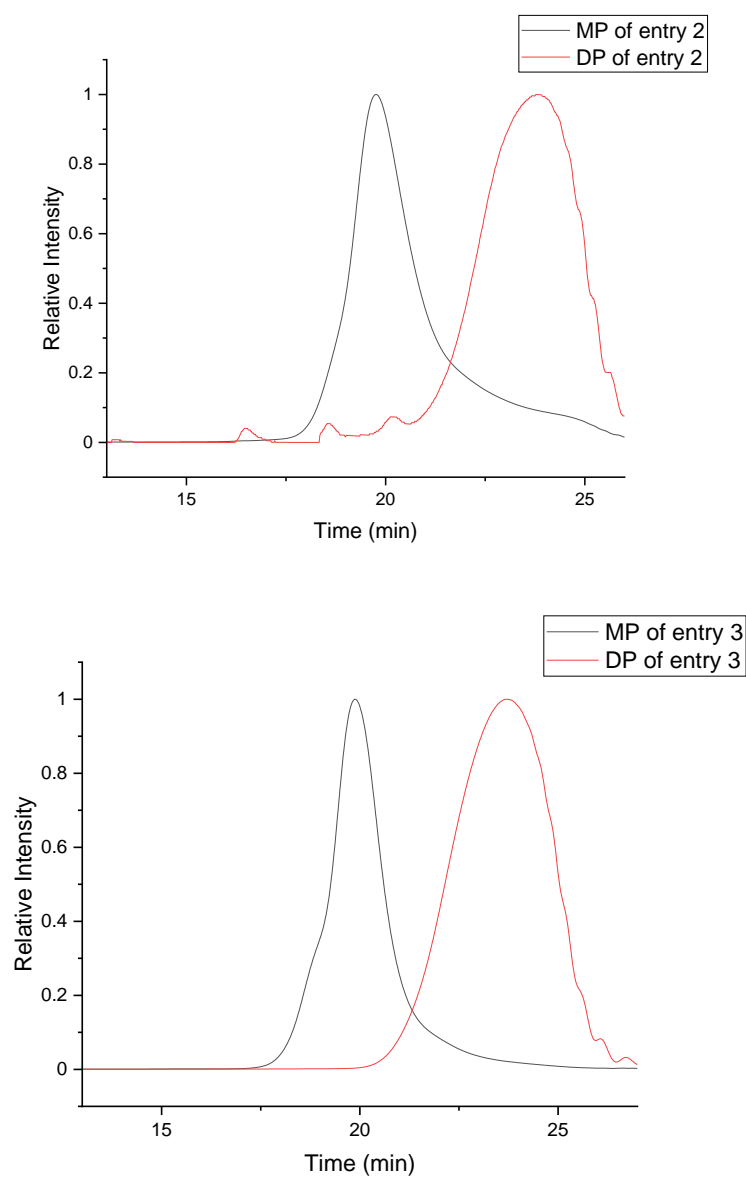 MP of entry 2
DP of entry 2
1
0.8
0.6
0.4
0.2
0
Relative Intensity
15 20 25
Time (min)
MP of entry 3
DP of entry 3
1
0.8
0.6
0.4
0.2
0
Relative Intensity
15 20 25
Time (min)